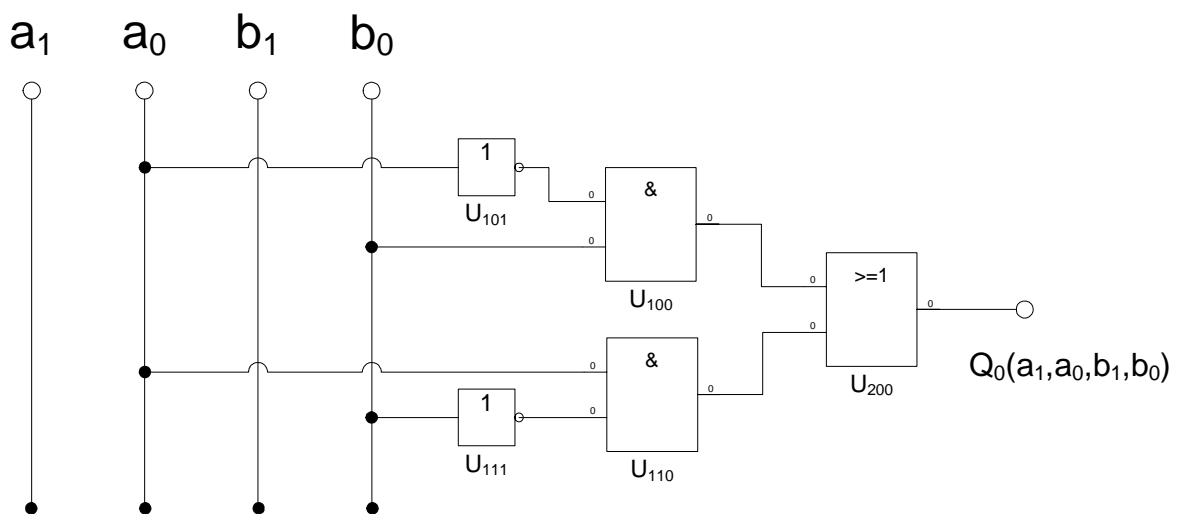 a₁ a₀ b₁ b₀
1
U₁₀₁
0 & 0
0
U₁₀₀
0 >=1 0
0
U₂₀₀
Q₀(a₁,a₀,b₁,b₀)
0 & 0
1 0
U₁₁₁
U₁₁₀